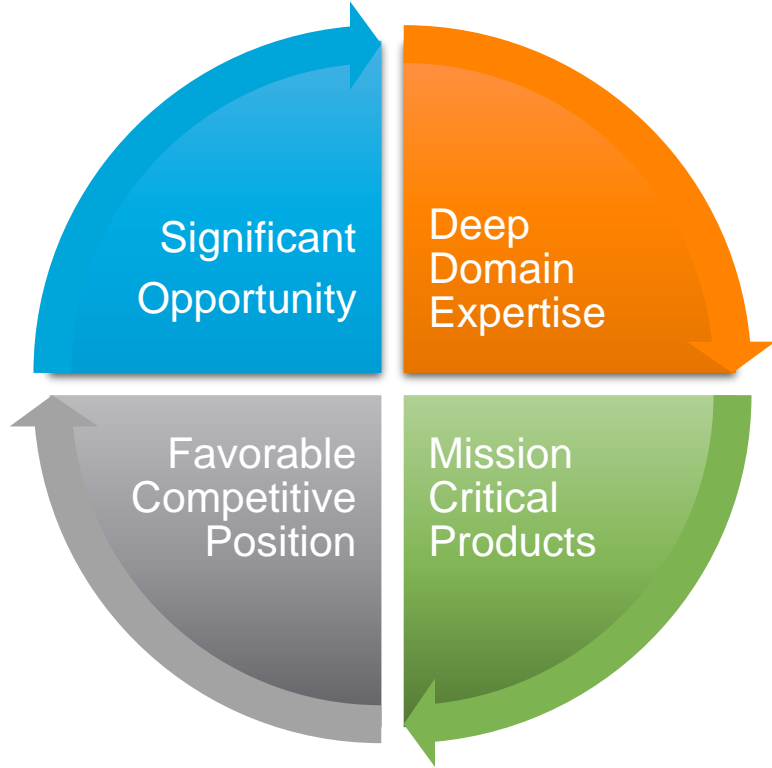 Significant
Opportunity
Deep
Domain
Expertise
Favorable
Competitive
Position
Mission
Critical
Products